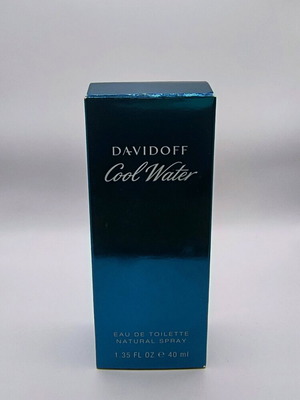 DAVIDOFF
Cool Water
EAU DE TOILETTE
NATURAL SPRAY
1.35 FL OZ ℮ 40 ml